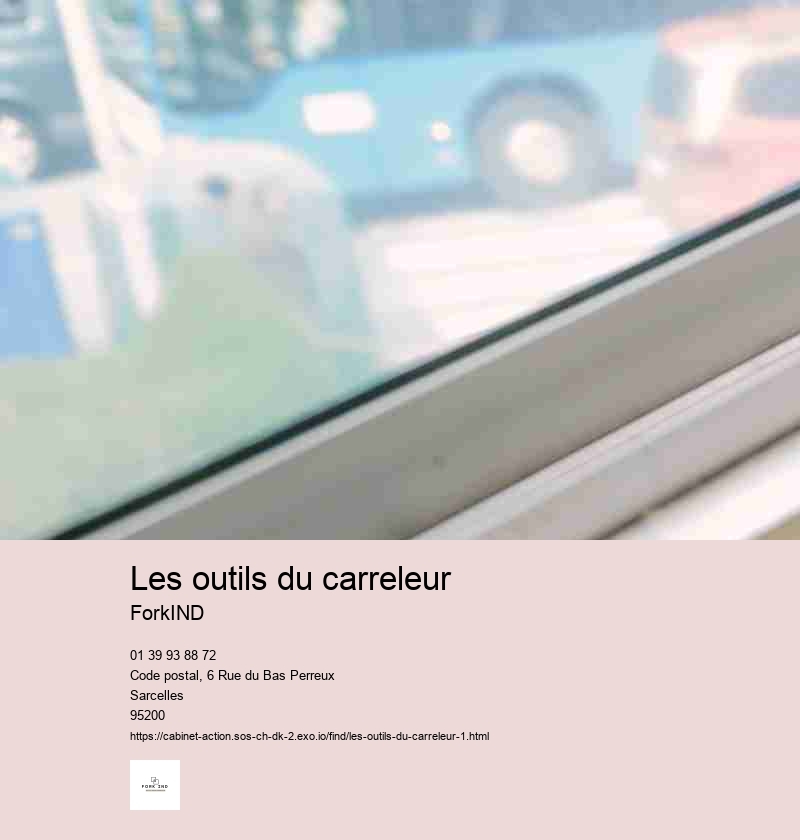 Les outils du carreleur
ForkIND
01 39 93 88 72
Code postal, 6 Rue du Bas Perreux
Sarcelles
95200
https://cabinet-action.sos-ch-dk-2.exo.io/find/les-outils-du-carreleur-1.html
FORK IND